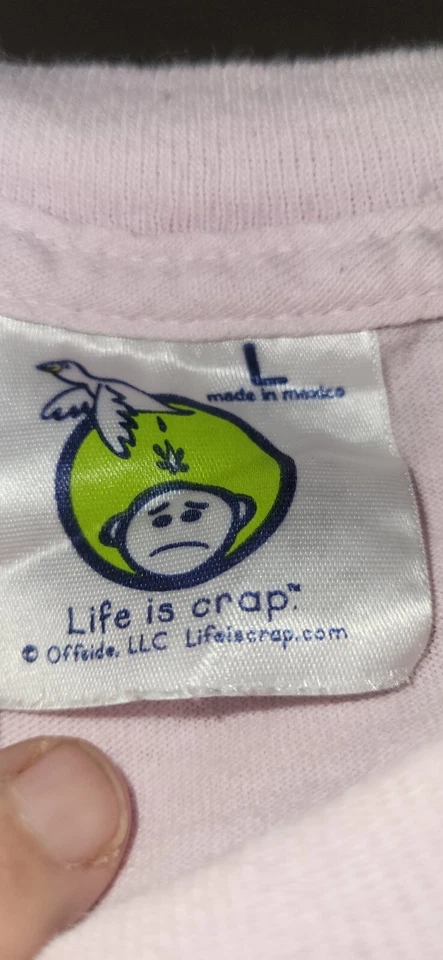 L
made in mexico
Life is crap.™
© Offside, LLC Lifeiscrap.com